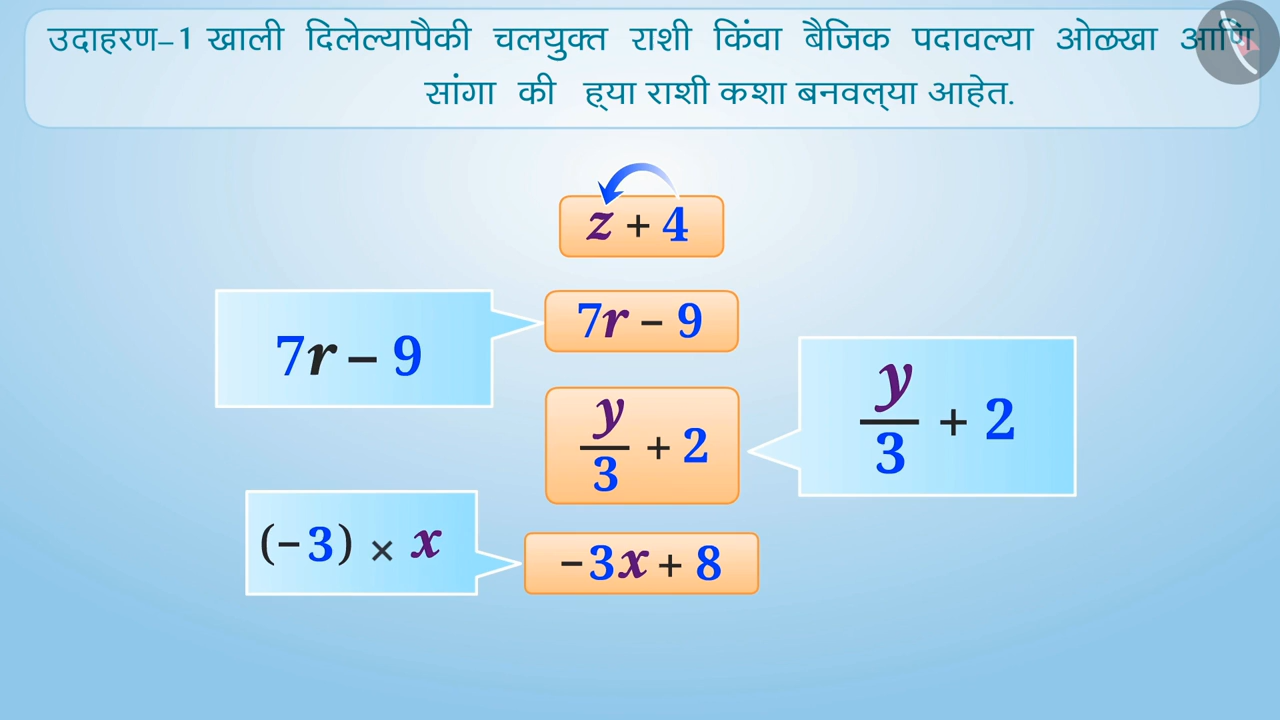 उदाहरण–1 खाली दिलेल्यापैकी चलयुक्त राशी किंवा बैजिक पदावल्या ओळखा आणि
सांगा की ह्या राशी कशा बनवल्या आहेत.
z + 4
7r – 9
7r – 9
y/3 + 2
y/3 + 2
(–3) × x
–3x + 8